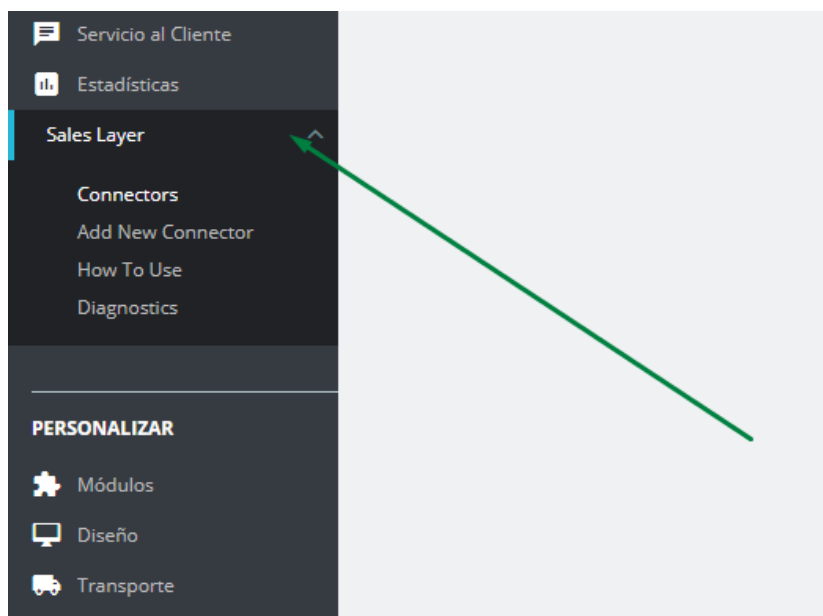 Servicio al Cliente
Estadísticas
Sales Layer
Connectors
Add New Connector
How To Use
Diagnostics
PERSONALIZAR
Módulos
Diseño
Transporte